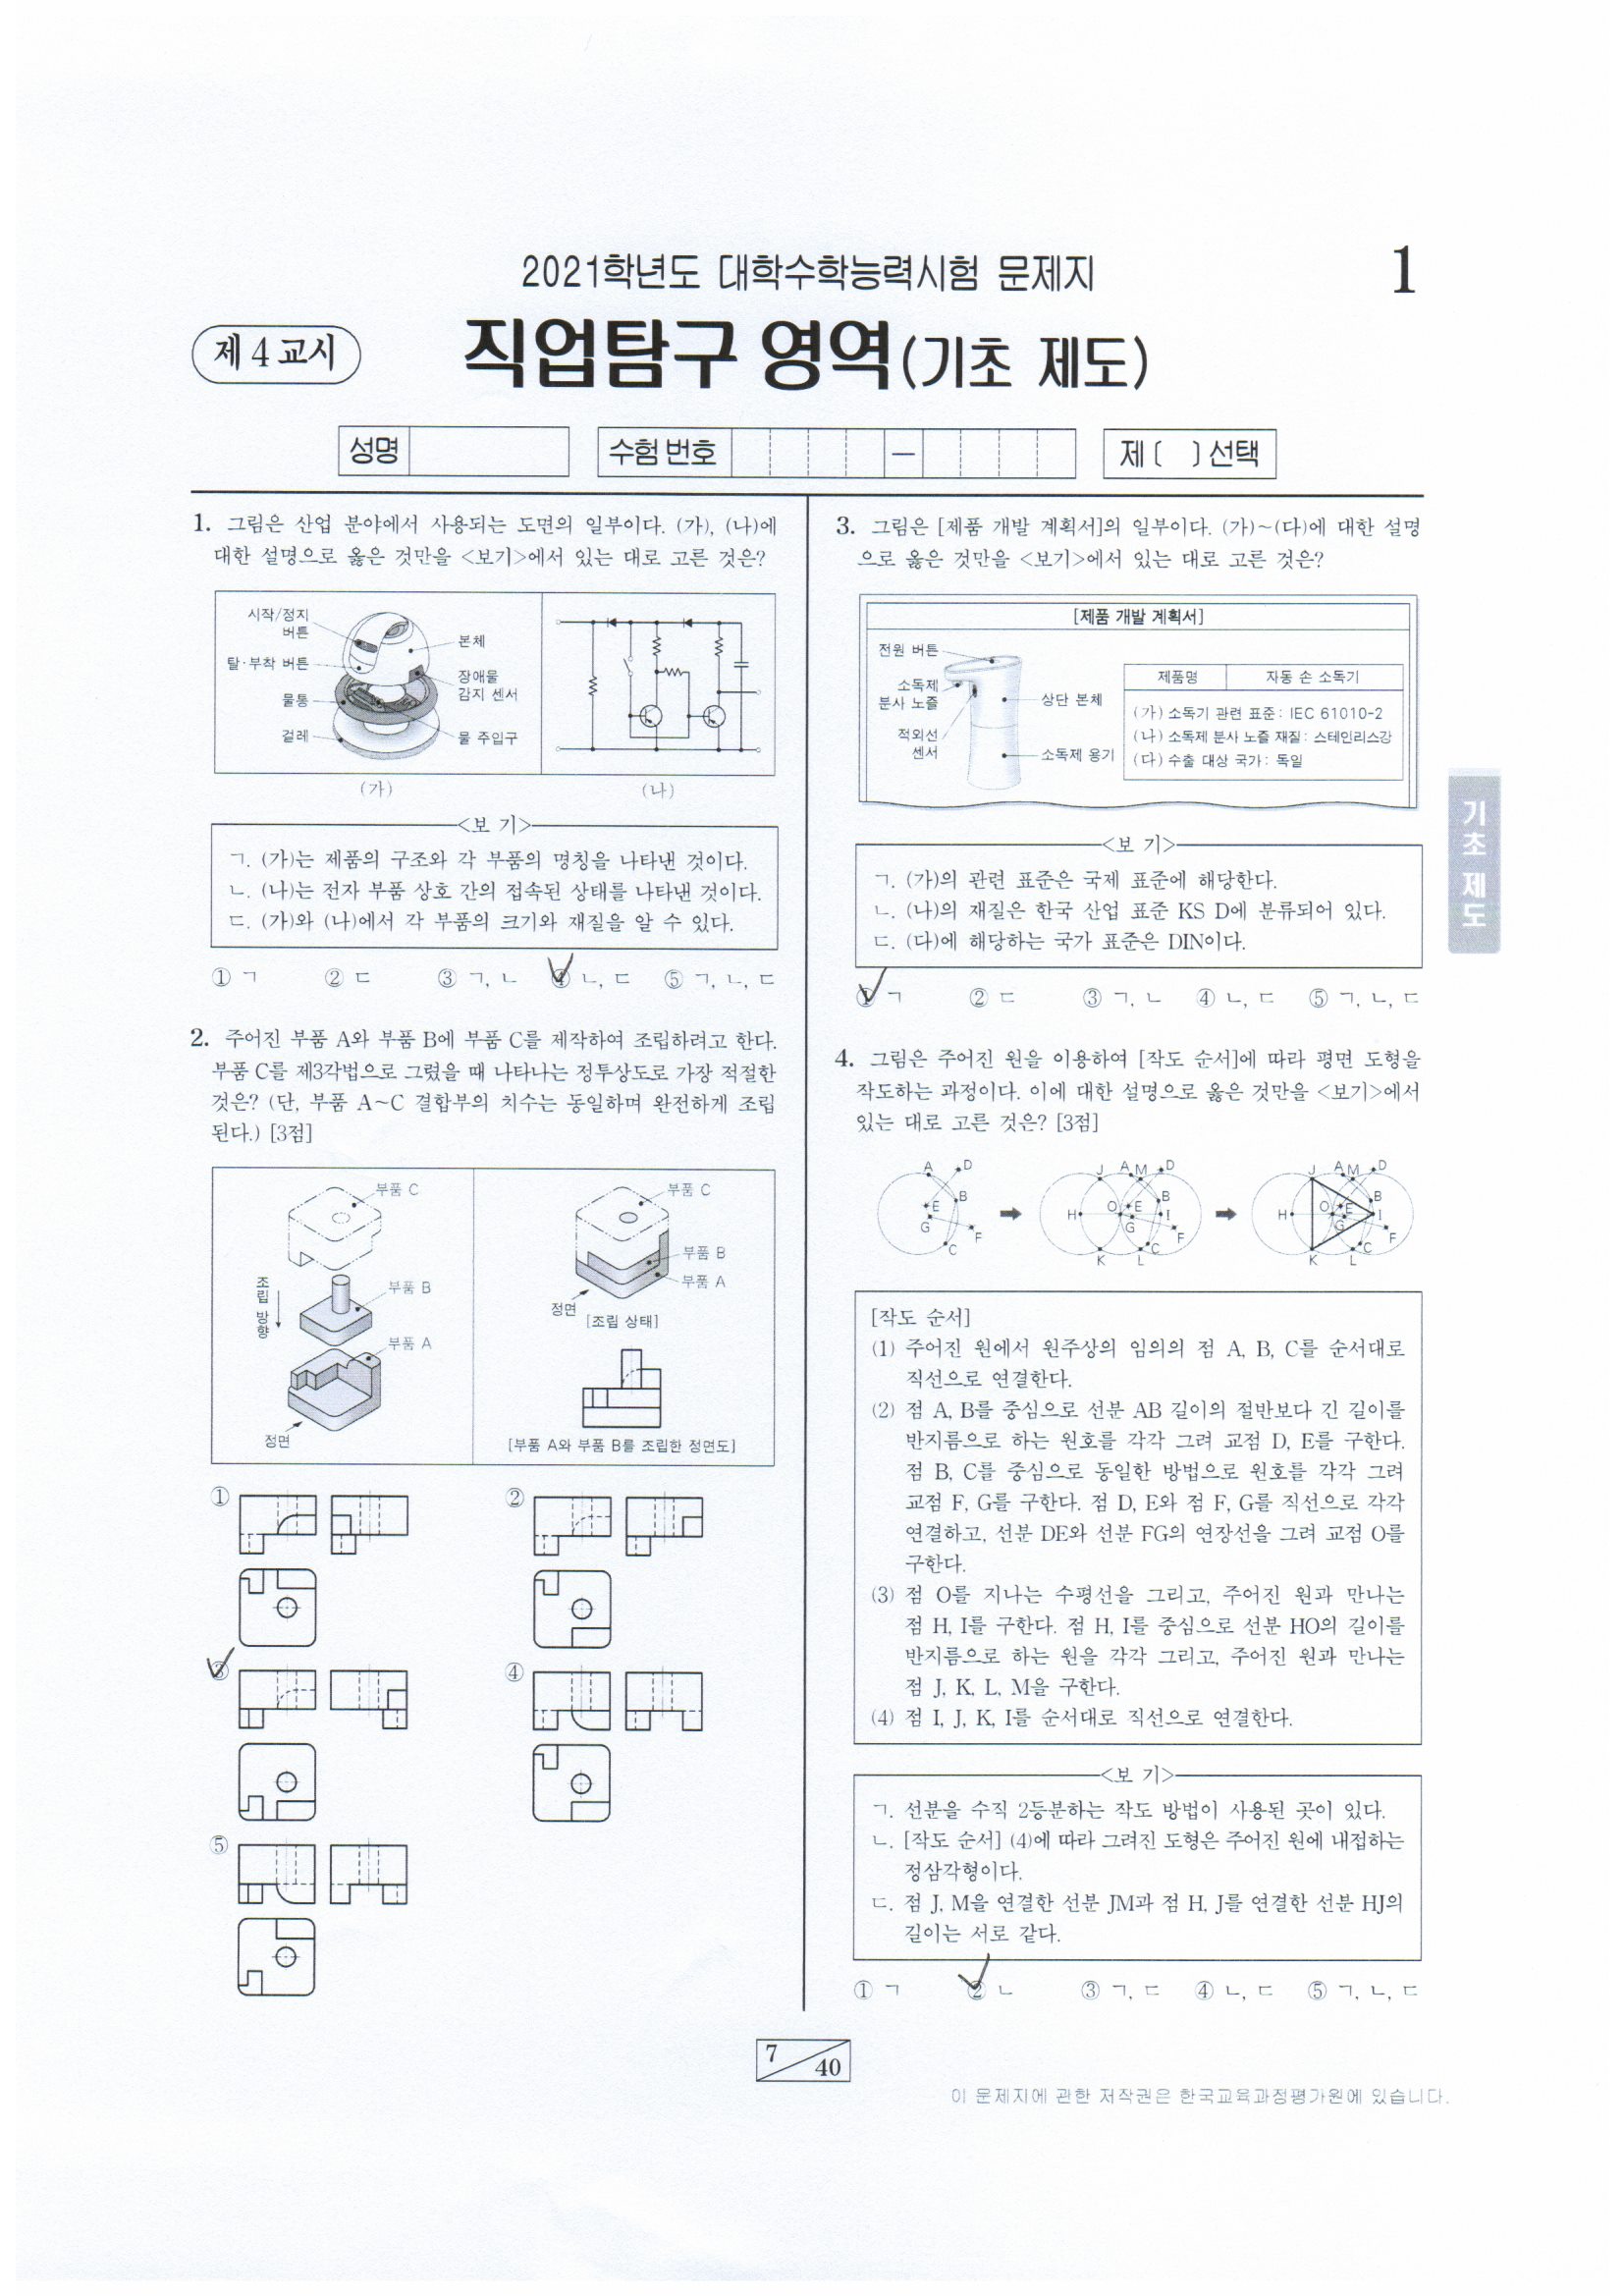 2021학년도 대학수학능력시험 문제지
1
제 4 교시
직업탐구 영역(기초 제도)
성명
수험 번호
—
제 ( ) 선택
1. 그림은 산업 분야에서 사용되는 도면의 일부이다. (가), (나)에
대한 설명으로 옳은 것만을 <보기>에서 있는 대로 고른 것은?
시작/정지
버튼
탈·부착 버튼
물통
걸레
본체
장애물
감지 센서
물 주입구
(가)
(나)
<보 기>
ㄱ. (가)는 제품의 구조와 각 부품의 명칭을 나타낸 것이다.
ㄴ. (나)는 전자 부품 상호 간의 접속된 상태를 나타낸 것이다.
ㄷ. (가)와 (나)에서 각 부품의 크기와 재질을 알 수 있다.
① ㄱ ② ㄷ ③ ㄱ, ㄴ ④ ㄴ, ㄷ ⑤ ㄱ, ㄴ, ㄷ
2. 주어진 부품 A와 부품 B에 부품 C를 제작하여 조립하려고 한다.
부품 C를 제3각법으로 그렸을 때 나타나는 정투상도로 가장 적절한
것은? (단, 부품 A~C 결합부의 치수는 동일하며 완전하게 조립
된다.) [3점]
부품 C
부품 B
부품 A
조립 방향
정면
부품 C
부품 B
부품 A
정면
[조립 상태]
[부품 A와 부품 B를 조립한 정면도]
①
②
③
④
⑤
3. 그림은 [제품 개발 계획서]의 일부이다. (가)~(다)에 대한 설명
으로 옳은 것만을 <보기>에서 있는 대로 고른 것은?
[제품 개발 계획서]
전원 버튼
소독제
분사 노즐
적외선
센서
상단 본체
소독제 용기
제품명 자동 손 소독기
(가) 소독기 관련 표준: IEC 61010-2
(나) 소독제 분사 노즐 재질: 스테인리스강
(다) 수출 대상 국가: 독일
<보 기>
ㄱ. (가)의 관련 표준은 국제 표준에 해당한다.
ㄴ. (나)의 재질은 한국 산업 표준 KS D에 분류되어 있다.
ㄷ. (다)에 해당하는 국가 표준은 DIN이다.
① ㄱ ② ㄷ ③ ㄱ, ㄴ ④ ㄴ, ㄷ ⑤ ㄱ, ㄴ, ㄷ
4. 그림은 주어진 원을 이용하여 [작도 순서]에 따라 평면 도형을
작도하는 과정이다. 이에 대한 설명으로 옳은 것만을 <보기>에서
있는 대로 고른 것은? [3점]
A D B E G F C
J A M D H O E B I G F K L C
J A M D H O E B I G F K L C
[작도 순서]
(1) 주어진 원에서 원주상의 임의의 점 A, B, C를 순서대로
직선으로 연결한다.
(2) 점 A, B를 중심으로 선분 AB 길이의 절반보다 긴 길이를
반지름으로 하는 원호를 각각 그려 교점 D, E를 구한다.
점 B, C를 중심으로 동일한 방법으로 원호를 각각 그려
교점 F, G를 구한다. 점 D, E와 점 F, G를 직선으로 각각
연결하고, 선분 DE와 선분 FG의 연장선을 그려 교점 O를
구한다.
(3) 점 O를 지나는 수평선을 그리고, 주어진 원과 만나는
점 H, I를 구한다. 점 H, I를 중심으로 선분 HO의 길이를
반지름으로 하는 원을 각각 그리고, 주어진 원과 만나는
점 J, K, L, M을 구한다.
(4) 점 I, J, K, I를 순서대로 직선으로 연결한다.
<보 기>
ㄱ. 선분을 수직 2등분하는 작도 방법이 사용된 곳이 있다.
ㄴ. [작도 순서] (4)에 따라 그려진 도형은 주어진 원에 내접하는
정삼각형이다.
ㄷ. 점 J, M을 연결한 선분 JM과 점 H, J를 연결한 선분 HJ의
길이는 서로 같다.
① ㄱ ② ㄴ ③ ㄱ, ㄷ ④ ㄴ, ㄷ ⑤ ㄱ, ㄴ, ㄷ
기초 제도
7
40
이 문제지에 관한 저작권은 한국교육과정평가원에 있습니다.